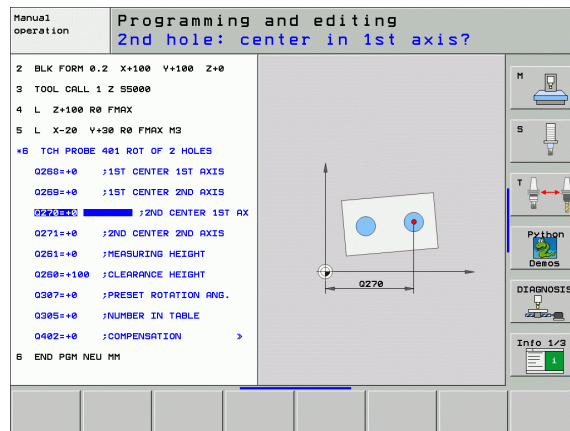 Manual
operation
Programming and editing
2nd hole: center in 1st axis?
2 BLK FORM 0.2 X+100 Y+100 Z+0
3 TOOL CALL 1 Z S5000
4 L Z+100 R0 FMAX
5 L X-20 Y+30 R0 FMAX M3
*6 TCH PROBE 401 ROT OF 2 HOLES
Q268=+0 ;1ST CENTER 1ST AXIS
Q269=+0 ;1ST CENTER 2ND AXIS
Q270=+0 ;2ND CENTER 1ST AX
Q271=+0 ;2ND CENTER 2ND AXIS
Q261=+0 ;MEASURING HEIGHT
Q260=+100 ;CLEARANCE HEIGHT
Q307=+0 ;PRESET ROTATION ANG.
Q305=+0 ;NUMBER IN TABLE
Q402=+0 ;COMPENSATION »
6 END PGM NEU MM
Q270
M
S
T
Python
Demos
DIAGNOSIS
Info 1/3
i